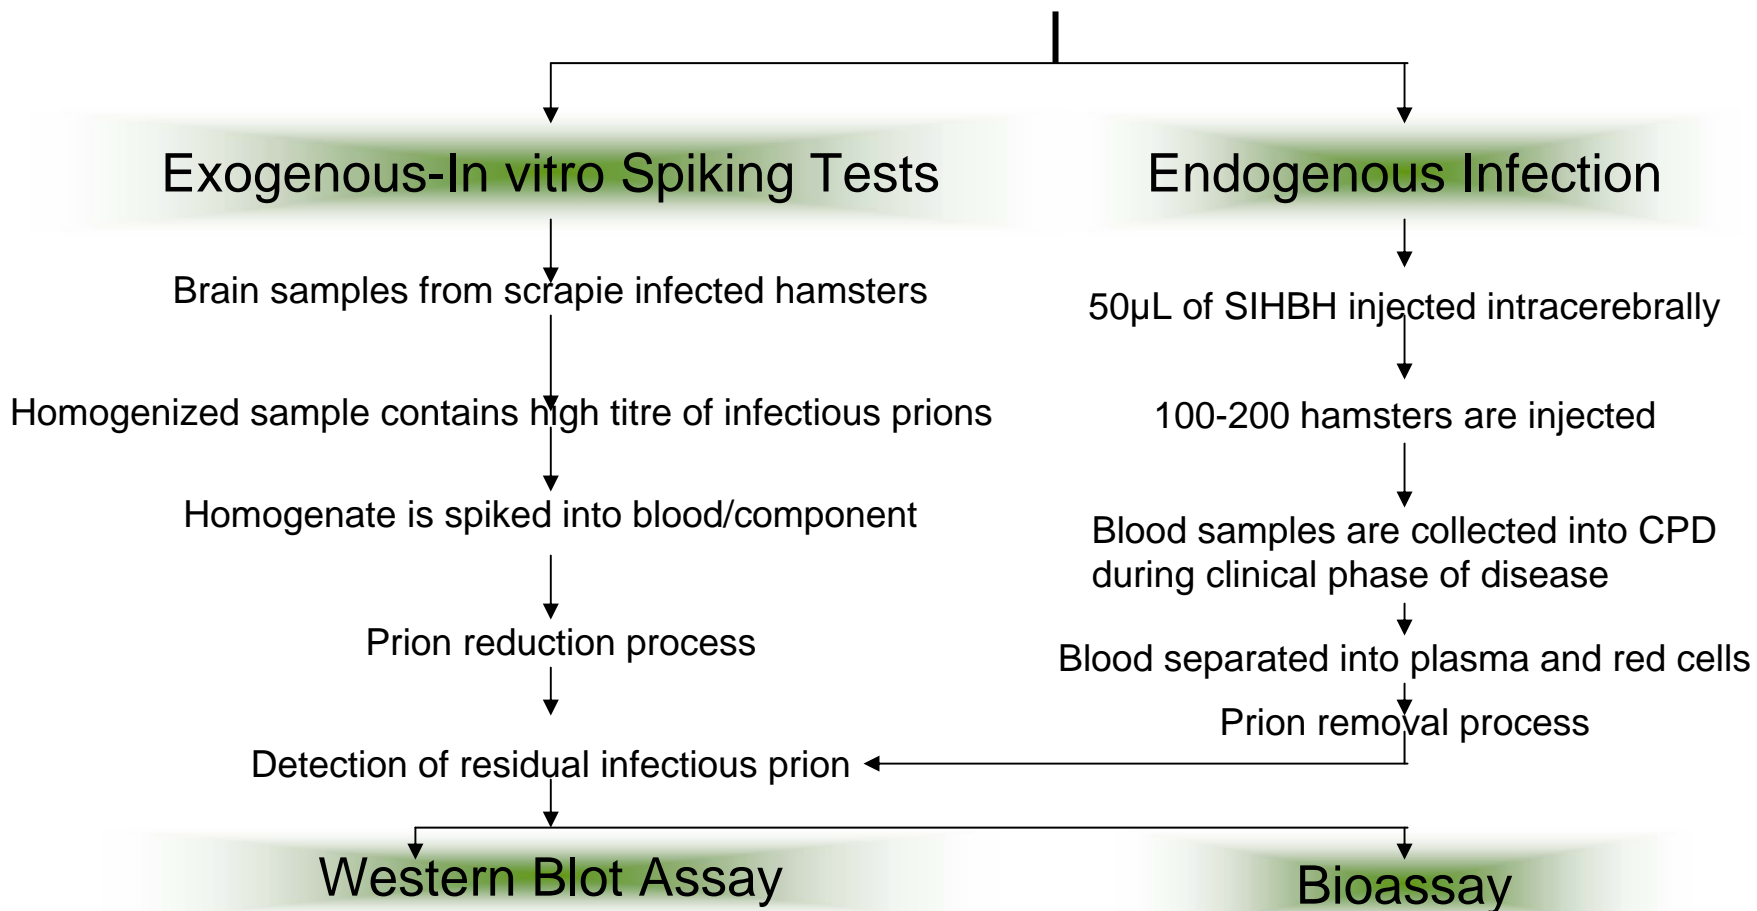 Exogenous-In vitro Spiking Tests
Brain samples from scrapie infected hamsters
Homogenized sample contains high titre of infectious prions
Homogenate is spiked into blood/component
Prion reduction process
Detection of residual infectious prion
Endogenous Infection
50µL of SIHBH injected intracerebrally
100-200 hamsters are injected
Blood samples are collected into CPD
during clinical phase of disease
Blood separated into plasma and red cells
Prion removal process
Western Blot Assay
Bioassay